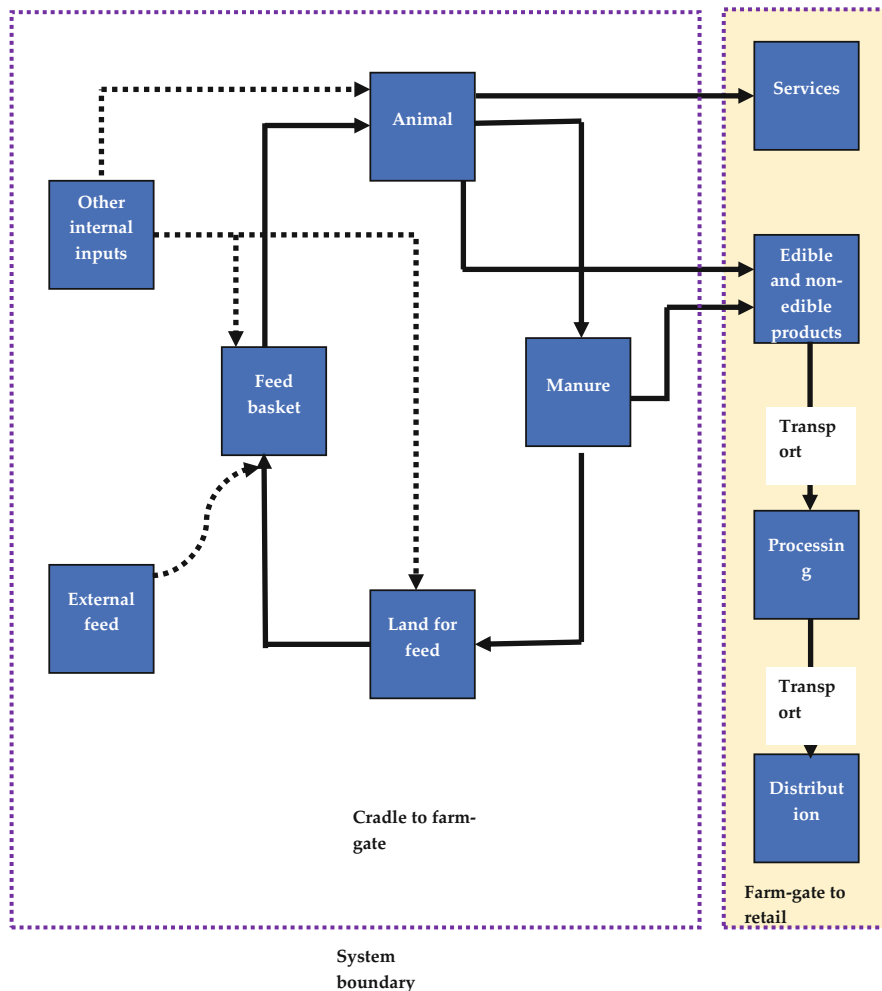 Animal
Services
Other
internal
inputs
Edible
and non-
edible
products
Feed
basket
Manure
Transp
ort
Processin
g
External
feed
Land for
feed
Transp
ort
Distribut
ion
Cradle to farm-
gate
Farm-gate to
retail
System
boundary